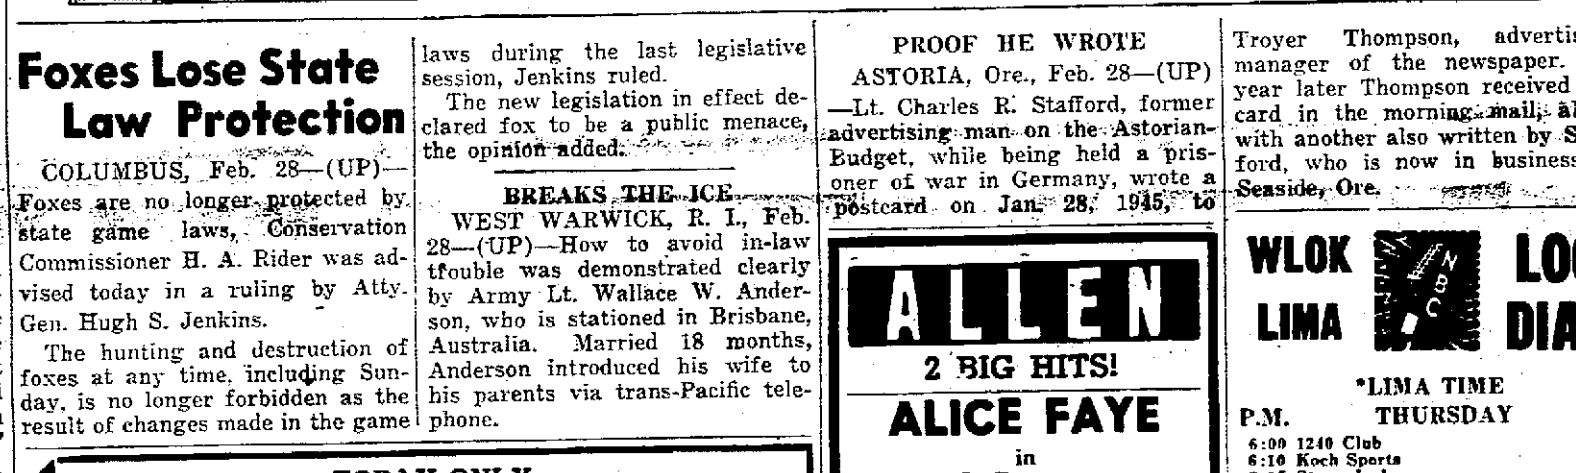 Foxes Lose State
Law Protection
COLUMBUS, Feb. 28—(UP)—
Foxes are no longer protected by
state game laws, Conservation
Commissioner H. A. Rider was ad-
vised today in a ruling by Atty.
Gen. Hugh S. Jenkins.
The hunting and destruction of
foxes at any time, including Sun-
day, is no longer forbidden as the
result of changes made in the game
laws during the last legislative
session, Jenkins ruled.
The new legislation in effect de-
clared fox to be a public menace,
the opinion added.
BREAKS THE ICE
WEST WARWICK, R. I., Feb.
28—(UP)—How to avoid in-law
trouble was demonstrated clearly
by Army Lt. Wallace W. Ander-
son, who is stationed in Brisbane,
Australia. Married 18 months,
Anderson introduced his wife to
his parents via trans-Pacific tele-
phone.
PROOF HE WROTE
ASTORIA, Ore., Feb. 28—(UP)
—Lt. Charles R. Stafford, former
advertising man on the Astorian-
Budget, while being held a pris-
oner of war in Germany, wrote a
postcard on Jan. 28, 1945, to
Troyer Thompson, advertis
manager of the newspaper.
year later Thompson received
card in the morning mail, al
with another also written by S
ford, who is now in business
Seaside, Ore.
ALLEN
2 BIG HITS!
ALICE FAYE
in
WLOK
LIMA
NBC
LO
DIA
*LIMA TIME
P.M. THURSDAY
6:00 1240 Club
6:10 Koch Sports